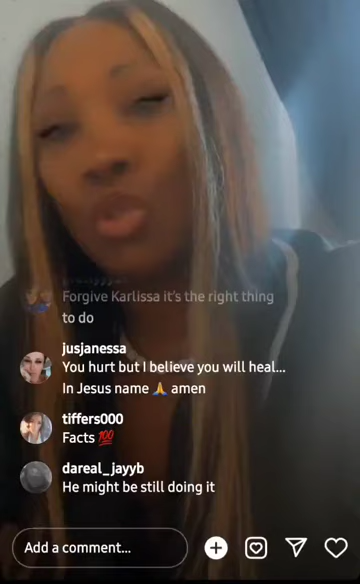 Forgive Karlissa it's the right thing
to do
jusjanessa
You hurt but I believe you will heal...
In Jesus name 🙏 amen
tiffers000
Facts 💯
dareal_jayyb
He might be still doing it
Add a comment...